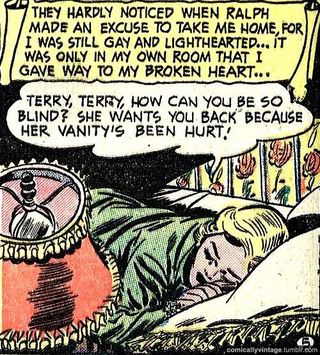 THEY HARDLY NOTICED WHEN RALPH
MADE AN EXCUSE TO TAKE ME HOME, FOR
I WAS STILL GAY AND LIGHTHEARTED... IT
WAS ONLY IN MY OWN ROOM THAT I
GAVE WAY TO MY BROKEN HEART...
TERRY, TERRY, HOW CAN YOU BE SO
BLIND? SHE WANTS YOU BACK BECAUSE
HER VANITY'S BEEN HURT!
comicallyvintage.tumblr.com